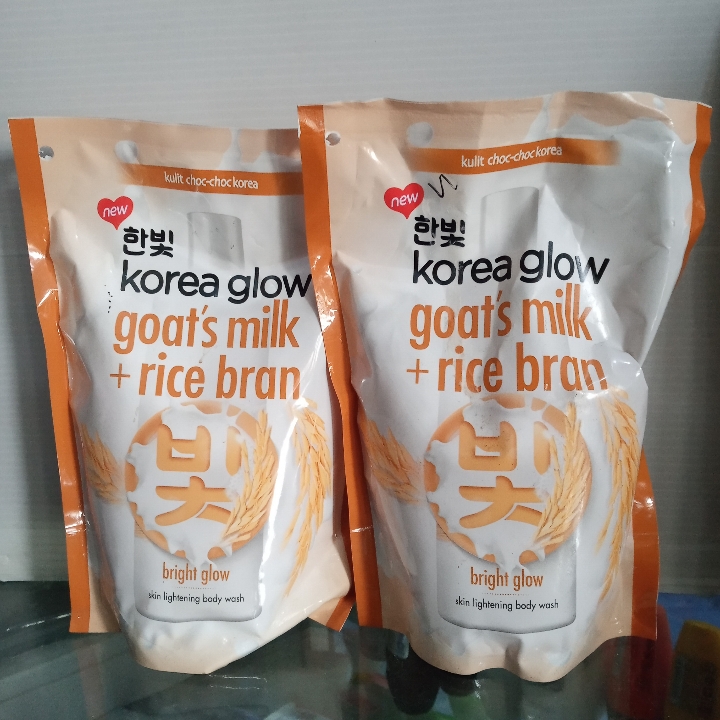 kulit choc-choc korea
new
한빛
korea glow
goat's milk
+ rice bran
빛
bright glow
skin lightening body wash
kulit choc-choc korea
new
한빛
korea glow
goat's milk
+ rice bran
빛
bright glow
skin lightening body wash